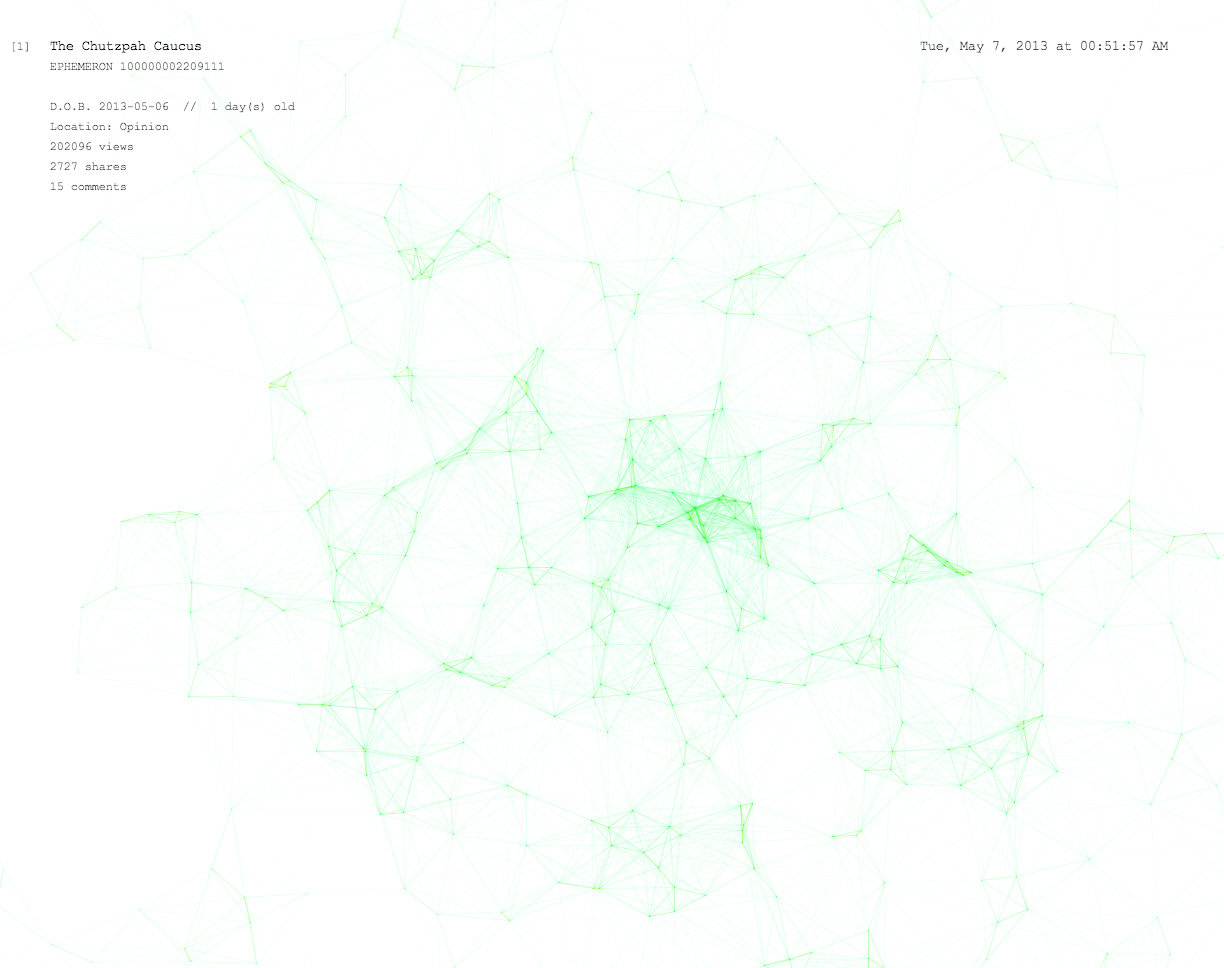 [1] The Chutzpah Caucus
Tue, May 7, 2013 at 00:51:57 AM
EPHEMERON 100000002209111
D.O.B. 2013-05-06 // 1 day(s) old
Location: Opinion
202096 views
2727 shares
15 comments